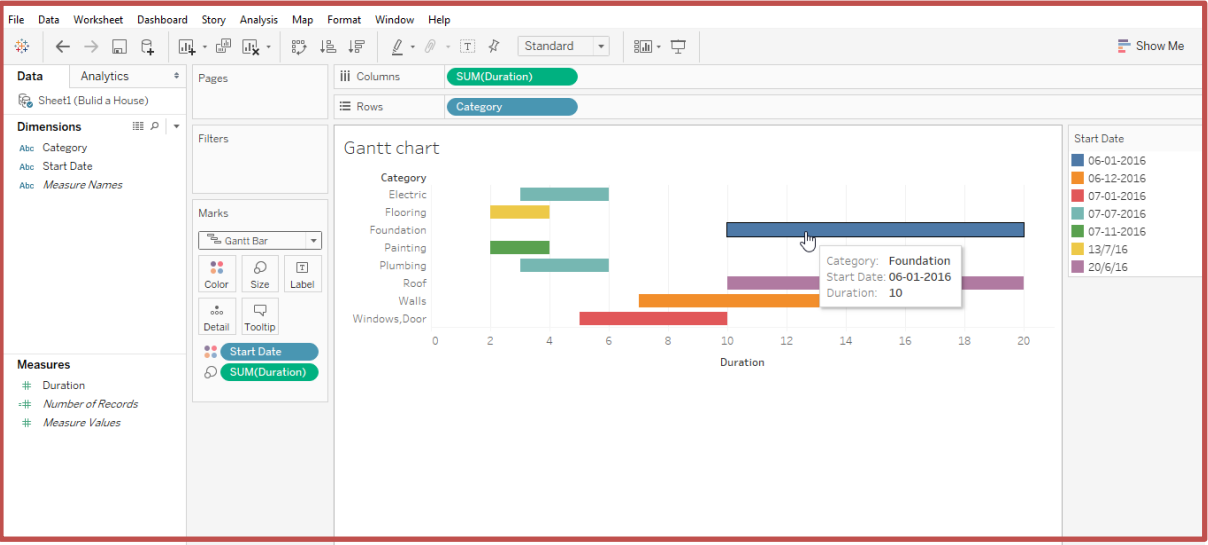 File Data Worksheet Dashboard Story Analysis Map Format Window Help
Standard
Show Me
Data Analytics
Sheet1 (Bulid a House)
Dimensions
Abc Category
Abc Start Date
Abc Measure Names
Measures
# Duration
=# Number of Records
# Measure Values
Pages
Filters
Marks
Gantt Bar
Color Size Label
T
Detail Tooltip
Start Date
SUM(Duration)
iii Columns SUM(Duration)
Rows Category
Gantt chart
Category
Electric
Flooring
Foundation
Painting
Plumbing
Roof
Walls
Windows,Door
0 2 4 6 8 10 12 14 16 18 20
Duration
Category: Foundation
Start Date: 06-01-2016
Duration: 10
Start Date
06-01-2016
06-12-2016
07-01-2016
07-07-2016
07-11-2016
13/7/16
20/6/16